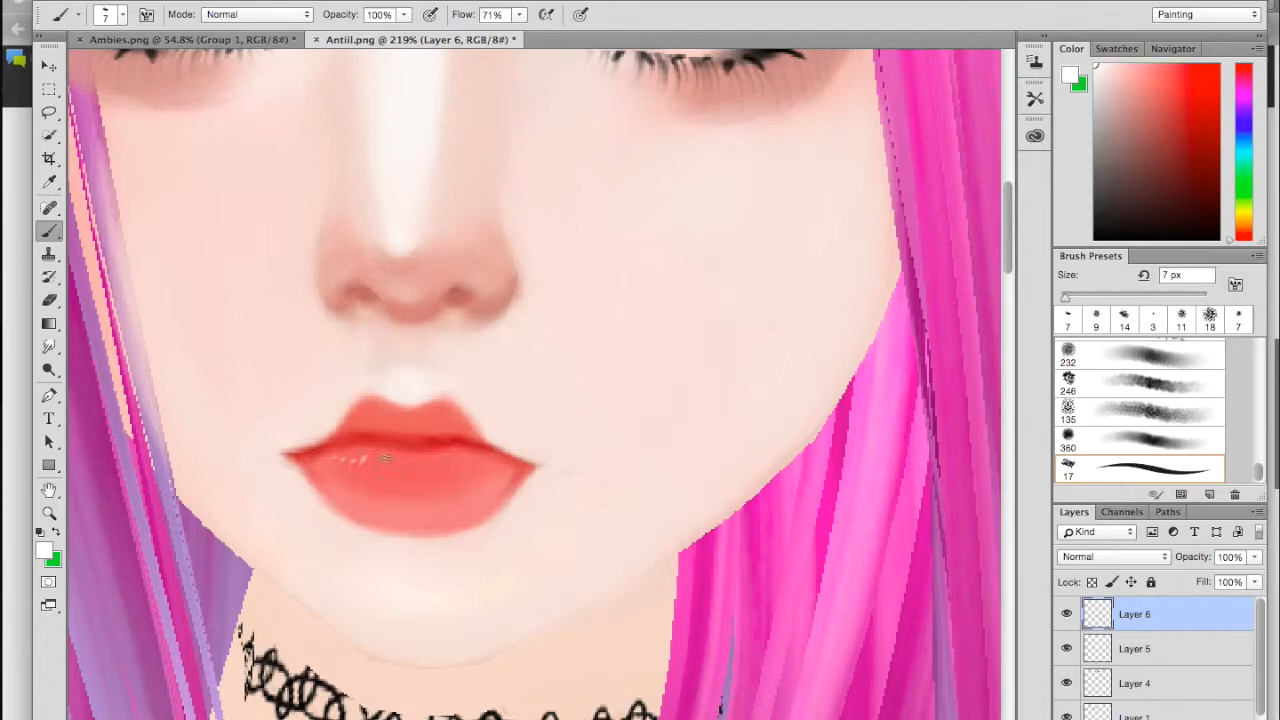 7 Mode: Normal Opacity: 100% Flow: 71% Painting
Ambies.png @ 54.8% (Group 1, RGB/8#) * Antiil.png @ 219% (Layer 6, RGB/8#) *
Color Swatches Navigator
Brush Presets
Size: 7 px
7 9 14 3 11 18 7
232
246
135
360
17
Layers Channels Paths
Kind
Normal Opacity: 100%
Lock: Fill: 100%
Layer 6
Layer 5
Layer 4
Layer 1